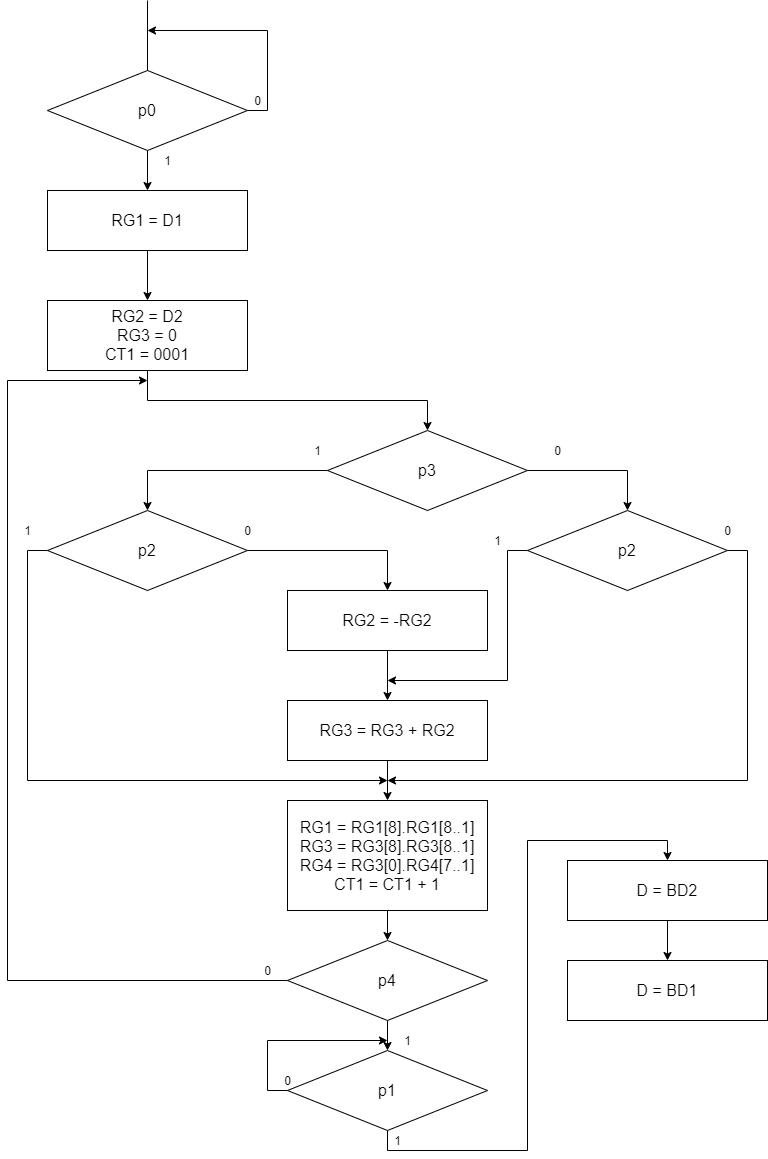 p0
0
1
RG1 = D1
RG2 = D2
RG3 = 0
CT1 = 0001
1
p3
0
1
p2
0
1
p2
0
RG2 = -RG2
RG3 = RG3 + RG2
RG1 = RG1[8].RG1[8..1]
RG3 = RG3[8].RG3[8..1]
RG4 = RG3[0].RG4[7..1]
CT1 = CT1 + 1
D = BD2
D = BD1
0
p4
1
0
p1
1